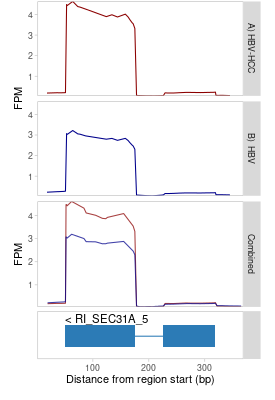 4
3
2
1
FPM
A) HBV-HCC
4
3
2
1
B) HBV
4
3
2
1
FPM
Combined
< RI_SEC31A_5
100
200
300
Distance from region start (bp)